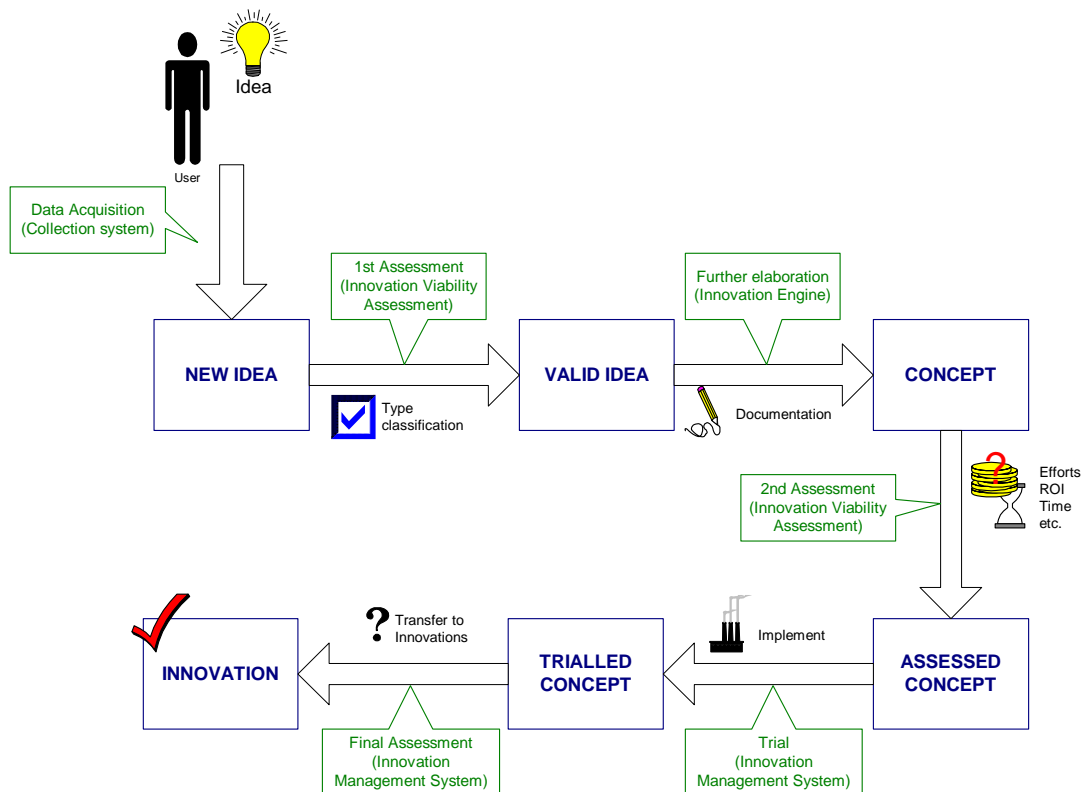 Idea
User
Data Acquisition
(Collection system)
1st Assessment
(Innovation Viability
Assessment)
Further elaboration
(Innovation Engine)
NEW IDEA
VALID IDEA
CONCEPT
Type
classification
Documentation
2nd Assessment
(Innovation Viability
Assessment)
Efforts
ROI
Time
etc.
?
Transfer to
Innovations
?
Implement
INNOVATION
TRIALLED
CONCEPT
ASSESSED
CONCEPT
Final Assessment
(Innovation
Management System)
Trial
(Innovation
Management System)